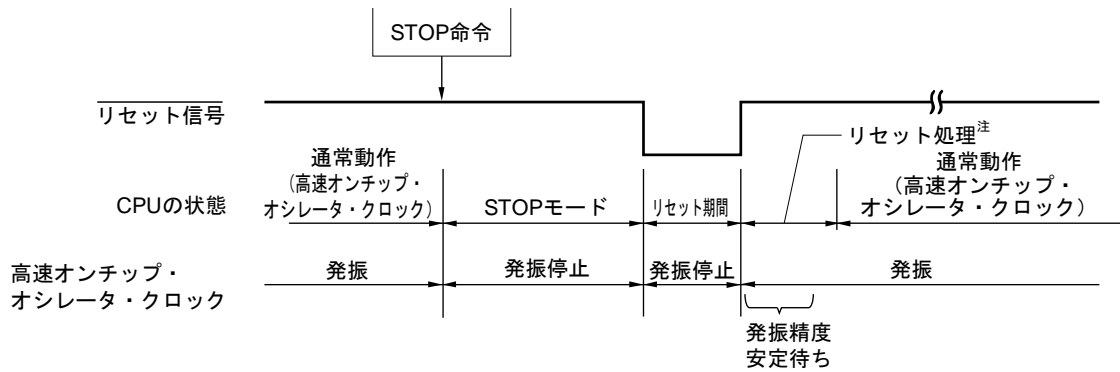 STOP命令
リセット信号
リセット処理注
通常動作
(高速オンチップ・
オシレータ・クロック)
通常動作
(高速オンチップ・
オシレータ・クロック)
CPUの状態
STOPモード
リセット期間
高速オンチップ・
オシレータ・クロック
発振
発振停止
発振停止
発振
発振精度
安定待ち